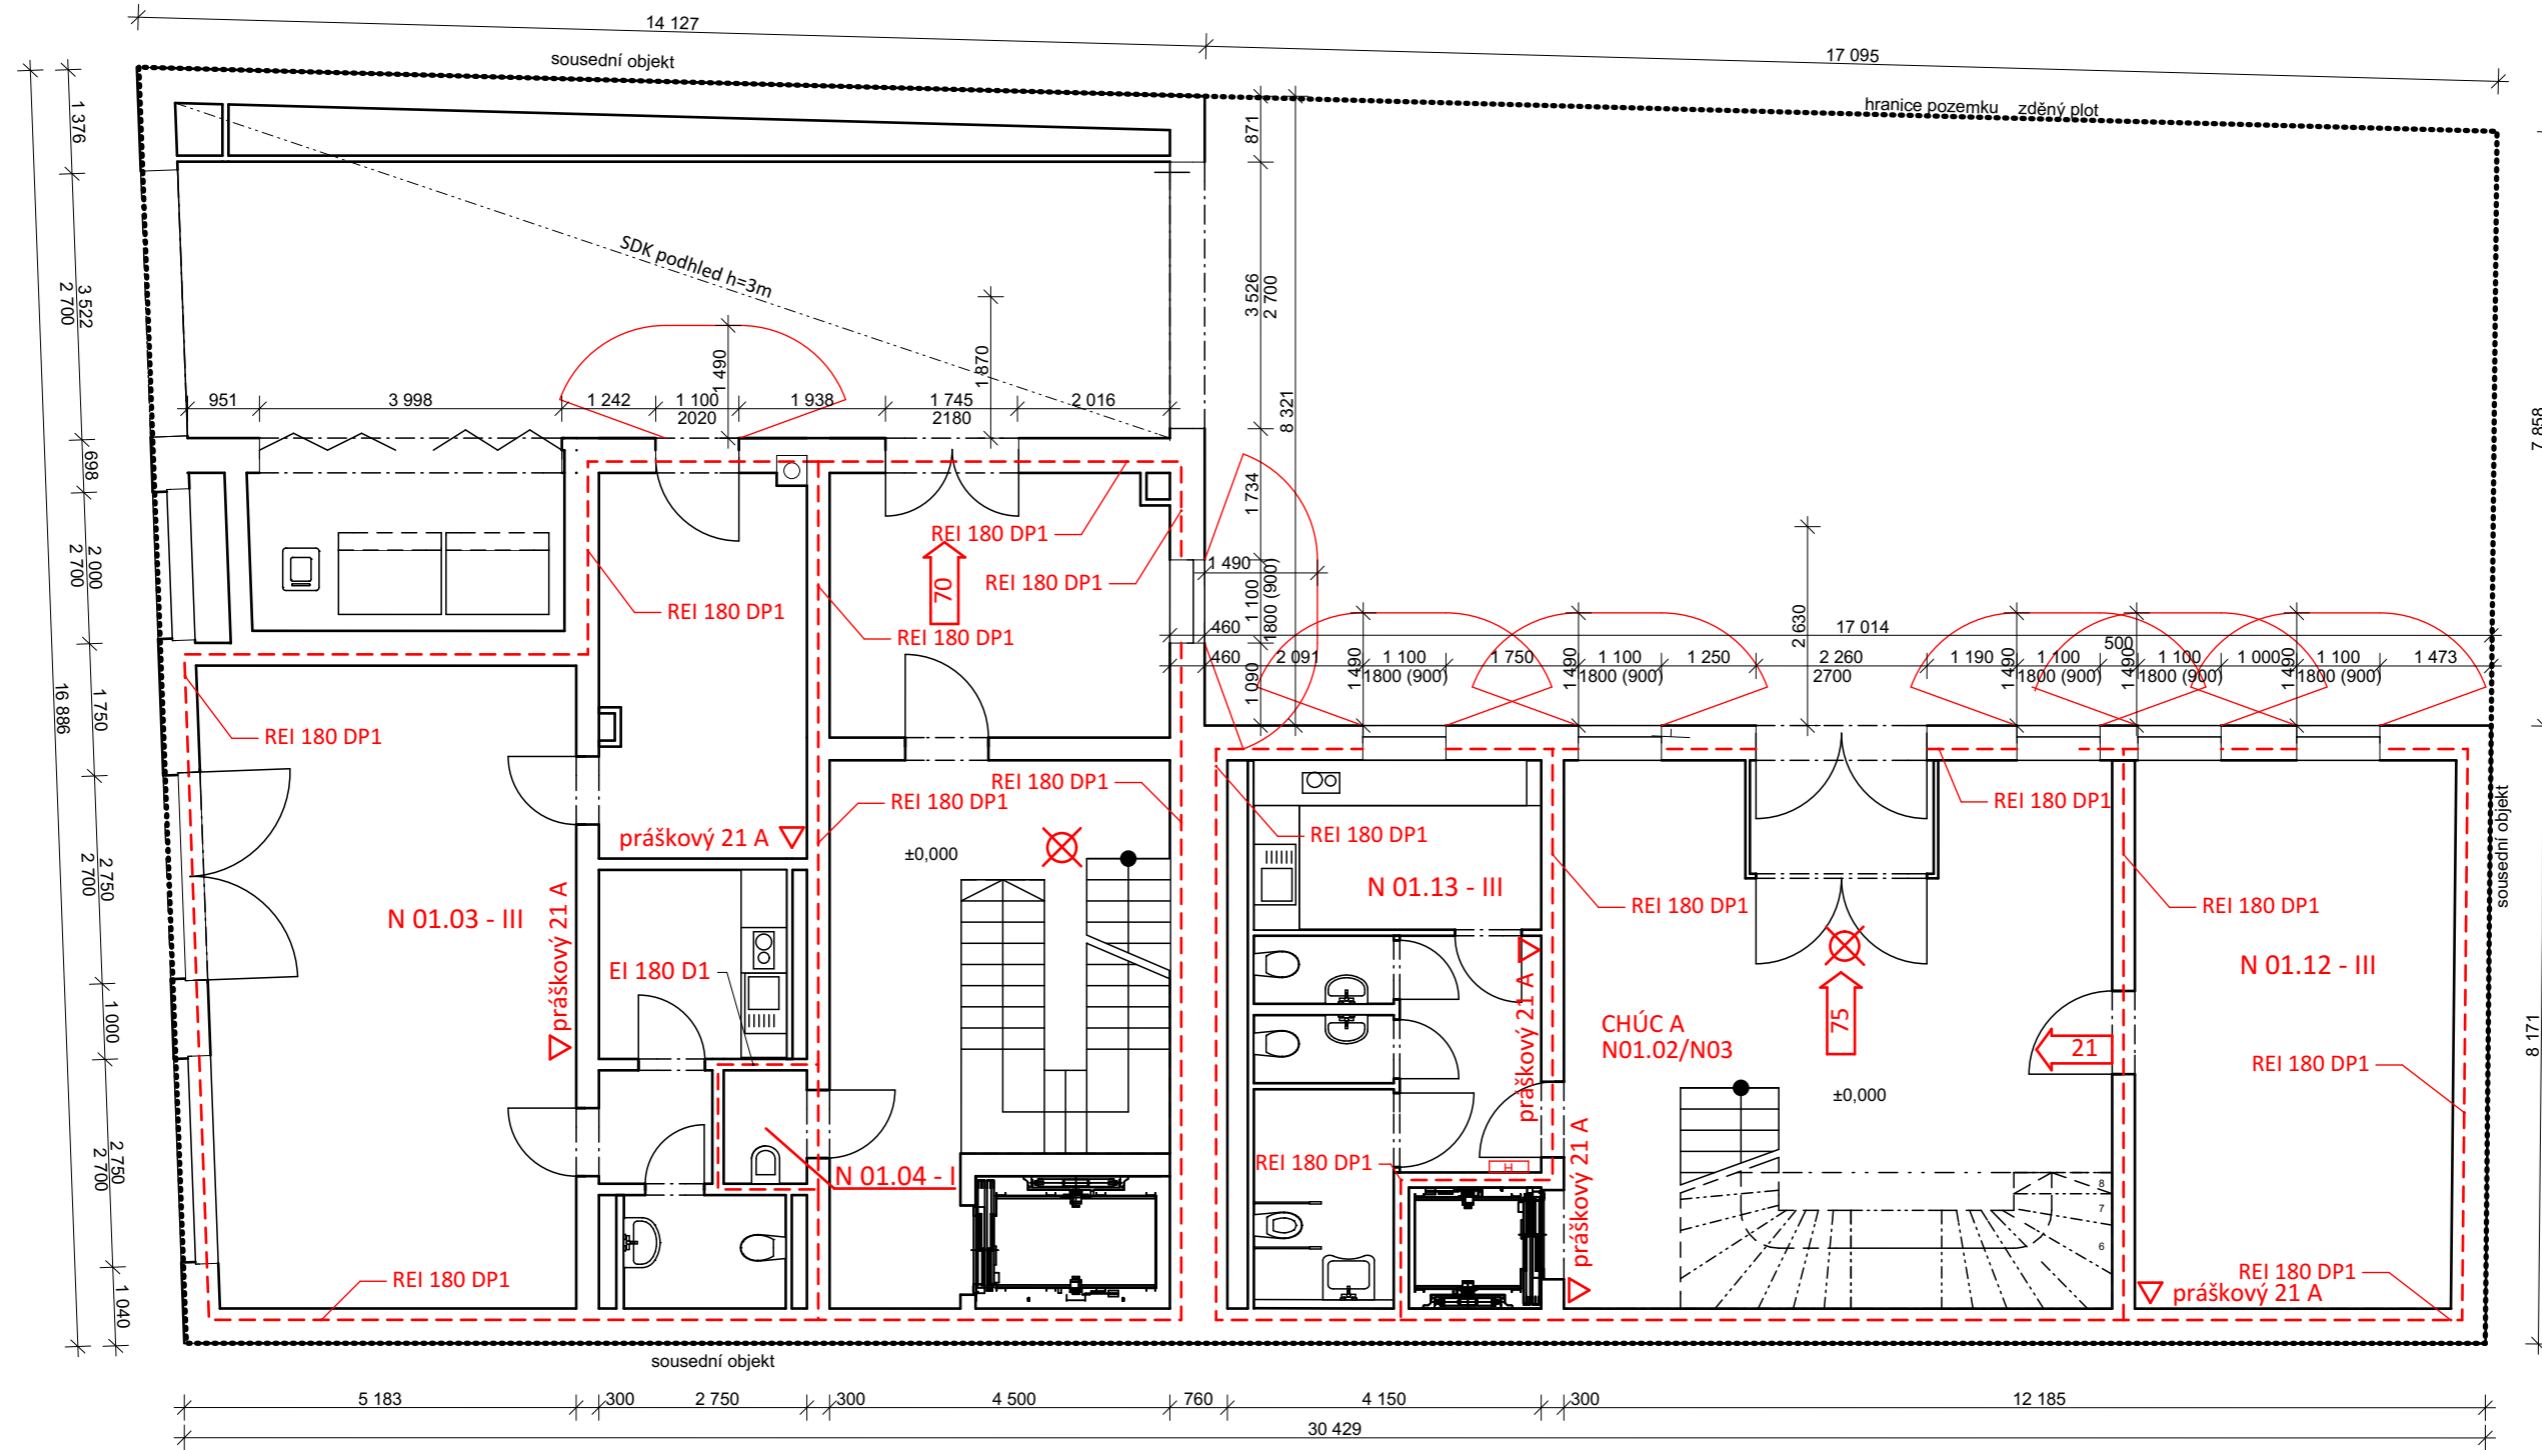 14 127
17 095
sousední objekt
hranice pozemku
zděný plot
1 376
3 522
2 700
698
2 000
2 700
1 750
2 750
2 700
1 000
2 750
2 700
1 040
16 886
SDK podhled h=3m
871
3 526
2 700
8 321
1 734
1 100
1800 (900)
1 090
7 858
8 171
951
3 998
1 242
1 100
2020
1 938
1 745
2180
2 016
1 490
1 870
REI 180 DP1
REI 180 DP1
70
REI 180 DP1
REI 180 DP1
1 490
460
17 014
2 630
500
460
2 091
1 490
1 100
1800 (900)
1 750
1 490
1 100
1800 (900)
1 250
2 260
2700
1 190
1 490
1 100
1800 (900)
1 490
1 100
1800 (900)
1 000
1 490
1 100
1800 (900)
1 473
REI 180 DP1
REI 180 DP1
REI 180 DP1
práškový 21 A
±0,000
REI 180 DP1
REI 180 DP1
sousední objekt
N 01.03 - III
práškový 21 A
EI 180 D1
N 01.13 - III
REI 180 DP1
REI 180 DP1
N 01.12 - III
práškový 21 A
CHÚC A
N01.02/N03
75
21
REI 180 DP1
±0,000
N 01.04 - I
REI 180 DP1
H
práškový 21 A
8
7
6
REI 180 DP1
REI 180 DP1
práškový 21 A
sousední objekt
5 183
300
2 750
300
4 500
760
4 150
300
12 185
30 429